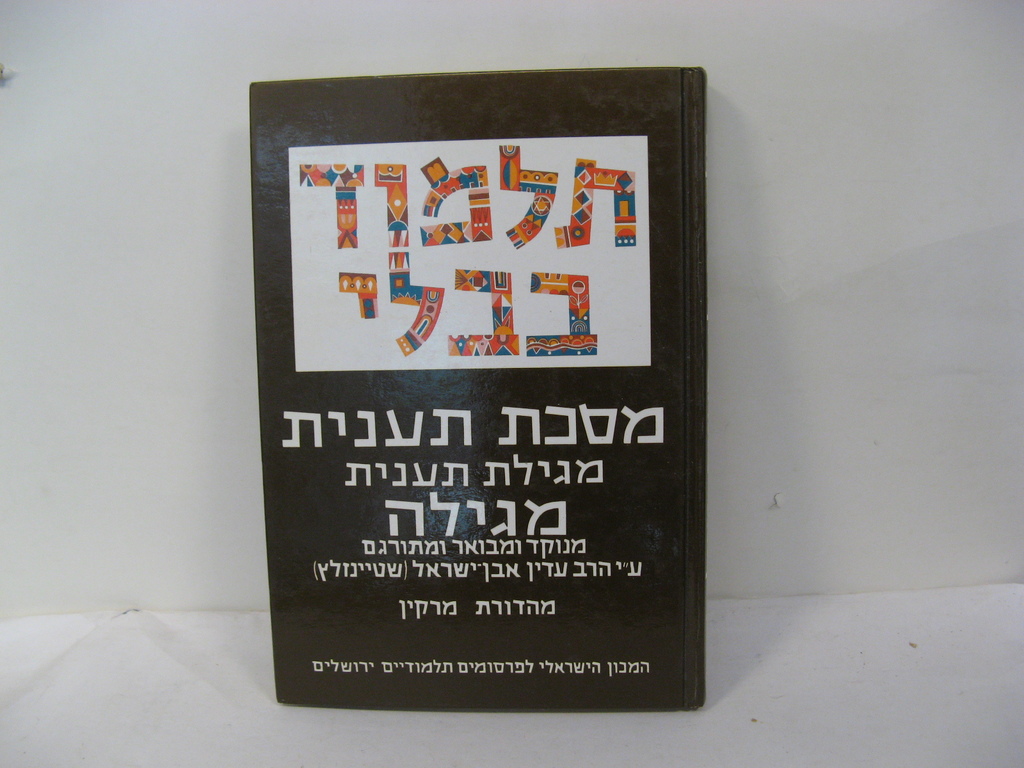 תלמוד
בבלי
מסכת תענית
מגילת תענית
מגילה
מנוקד ומבואר ומתורגם
ע״י הרב עדין אבן־ישראל (שטיינזלץ)
מהדורת מרקין
המכון הישראלי לפרסומים תלמודיים ירושלים